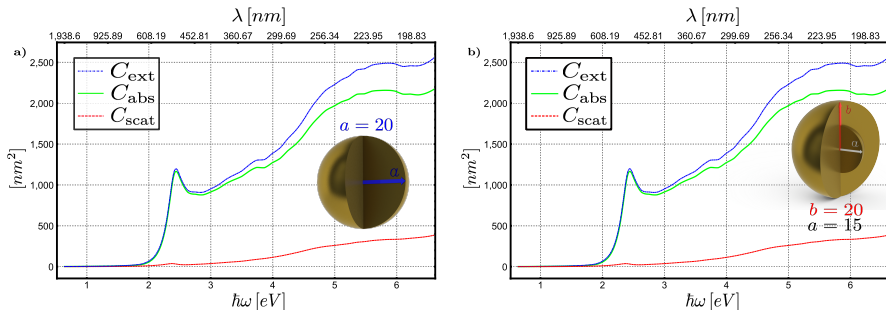 λ [nm]
1,938.6 925.89 608.19 452.81 360.67 299.69 256.34 223.95 198.83
a)
C_ext
C_abs
C_scat
a = 20
a
[nm²]
2,500
2,000
1,500
1,000
500
0
1 2 3 4 5 6
ħω [eV]
λ [nm]
1,938.6 925.89 608.19 452.81 360.67 299.69 256.34 223.95 198.83
b)
C_ext
C_abs
C_scat
b
a
b = 20
a = 15
[nm²]
2,500
2,000
1,500
1,000
500
0
1 2 3 4 5 6
ħω [eV]